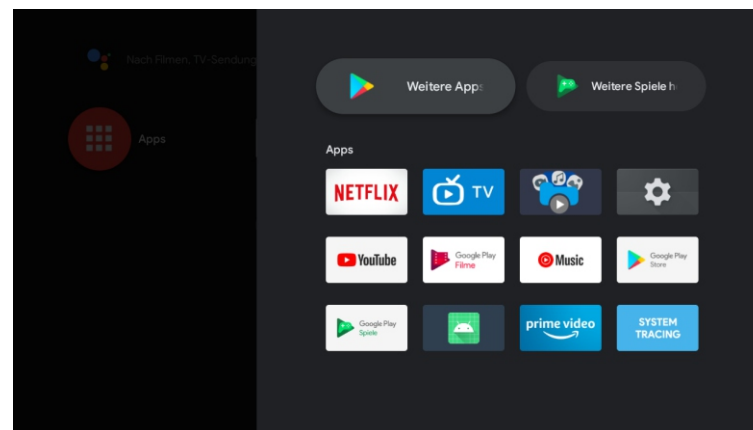 Nach Filmen, TV-Sendung
Weitere Apps
Weitere Spiele h
Apps
Apps
NETFLIX
TV
YouTube
Google Play
Filme
Music
Google Play
Store
Google Play
Spiele
prime video
SYSTEM
TRACING